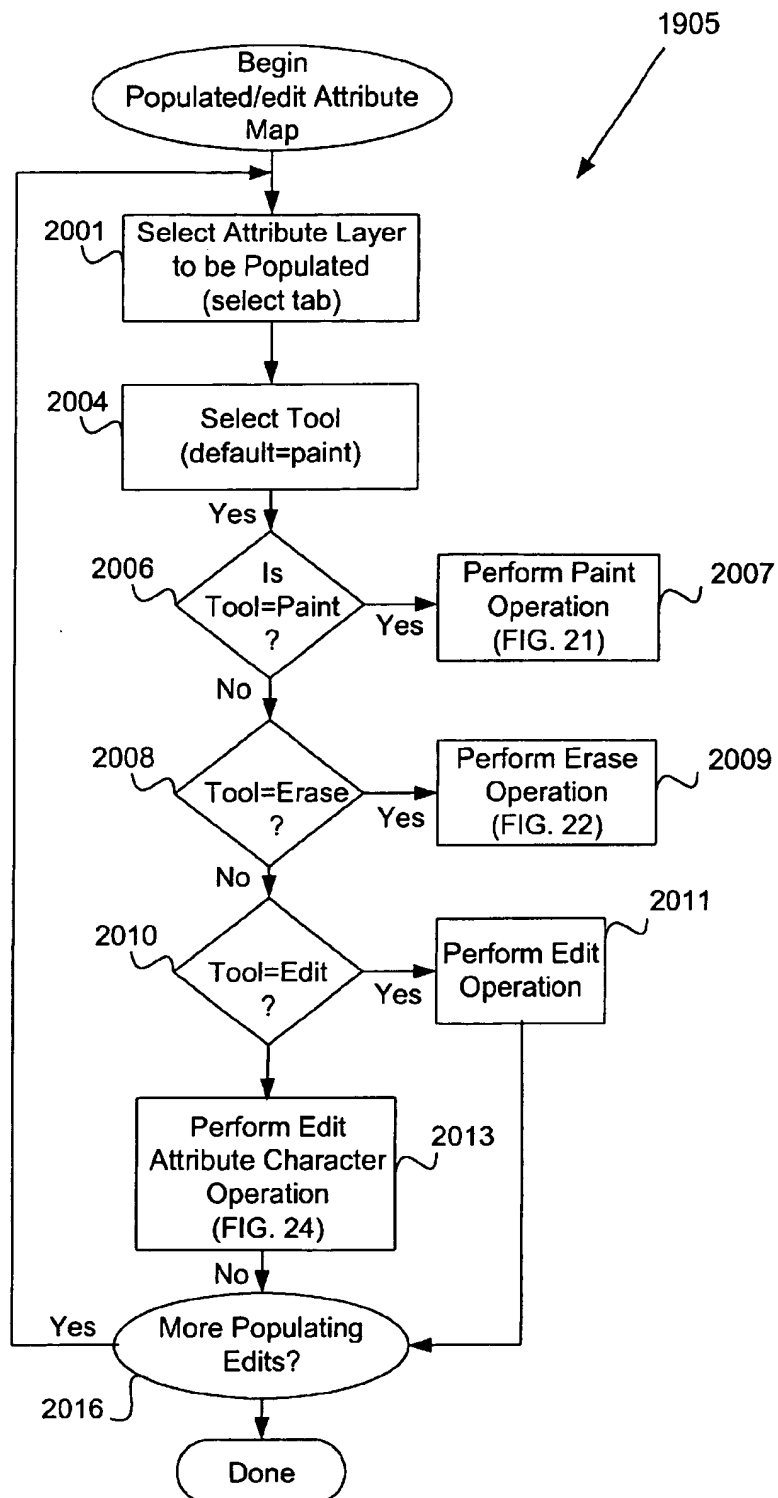 1905
Begin
Populated/edit Attribute
Map
2001
Select Attribute Layer
to be Populated
(select tab)
2004
Select Tool
(default=paint)
Yes
2006
Is
Tool=Paint
?
Yes
Perform Paint
Operation
(FIG. 21)
2007
No
2008
Tool=Erase
?
Yes
Perform Erase
Operation
(FIG. 22)
2009
No
2010
Tool=Edit
?
Yes
Perform Edit
Operation
2011
Perform Edit
Attribute Character
Operation
(FIG. 24)
2013
No
Yes
More Populating
Edits?
2016
Done